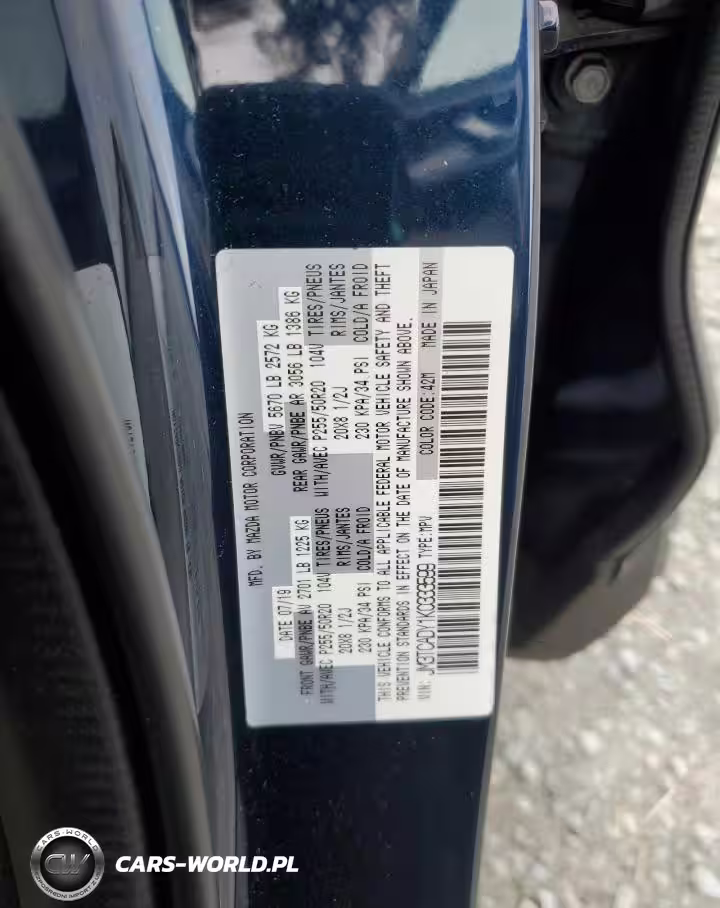 MFD. BY MAZDA MOTOR CORPORATION
DATE 07/19 GVWR/PNBV 5670 LB 2572 KG
FRONT GAWR/PNBE AV 2701 LB 1225 KG REAR GAWR/PNBE AR 3056 LB 1386 KG
WITH/AVEC P255/50R20 104V TIRES/PNEUS WITH/AVEC P255/50R20 104V TIRES/PNEUS
20X8 1/2J RIMS/JANTES 20X8 1/2J RIMS/JANTES
230 KPA/34 PSI COLD/A FROID 230 KPA/34 PSI COLD/A FROID
THIS VEHICLE CONFORMS TO ALL APPLICABLE FEDERAL MOTOR VEHICLE SAFETY AND THEFT
PREVENTION STANDARDS IN EFFECT ON THE DATE OF MANUFACTURE SHOWN ABOVE.
VIN: TYPE:MPV COLOR CODE:42M MADE IN JAPAN
CARS-WORLD
CW
CARS-WORLD.PL